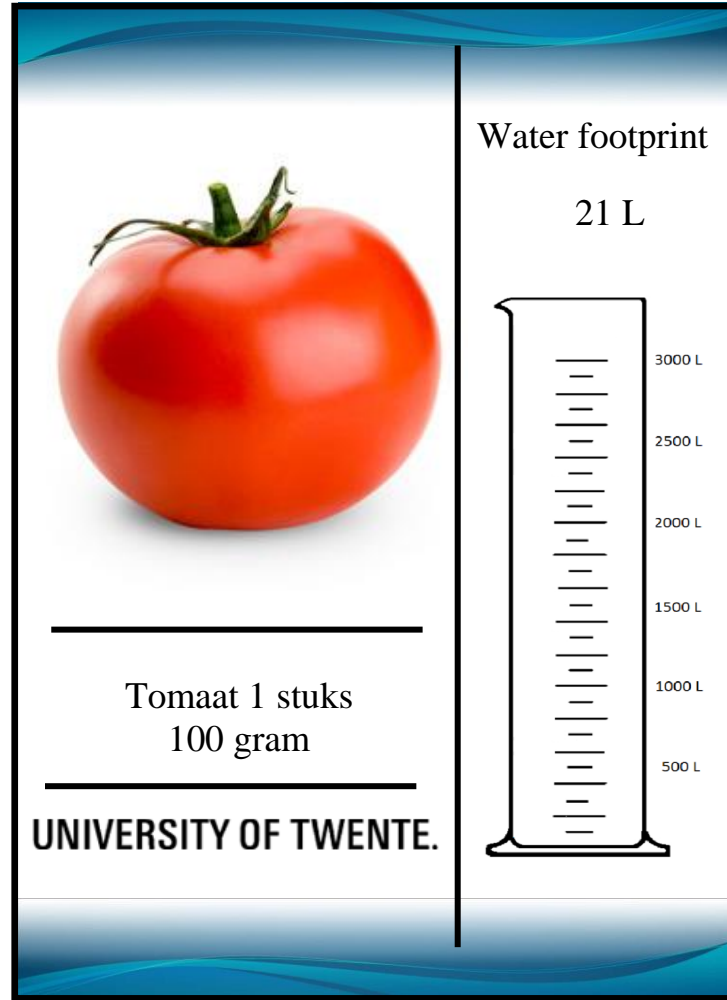 Water footprint
21 L
3000 L
2500 L
2000 L
1500 L
1000 L
500 L
Tomaat 1 stuks
100 gram
UNIVERSITY OF TWENTE.